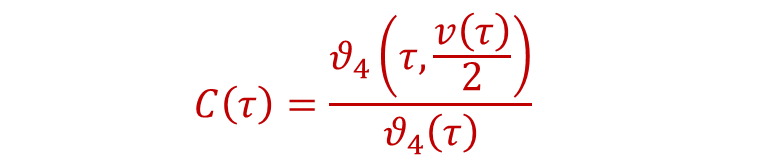 C(τ) = ϑ₄(τ, v(τ)/2) / ϑ₄(τ)